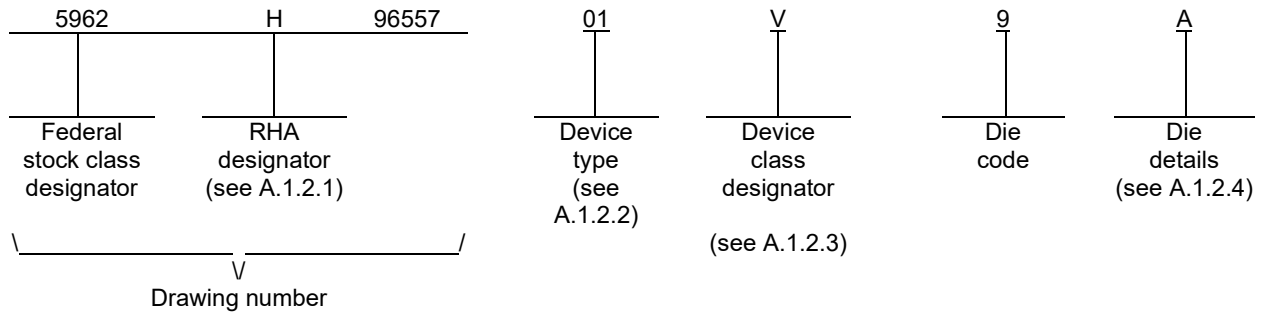 5962 H 96557 01 V 9 A
Federal stock class designator
RHA designator (see A.1.2.1)
Device type (see A.1.2.2)
Device class designator (see A.1.2.3)
Die code
Die details (see A.1.2.4)
Drawing number